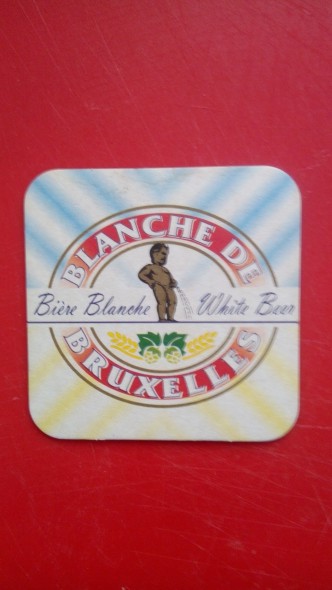 BLANCHE DE
Bière Blanche White Beer
BRUXELLES